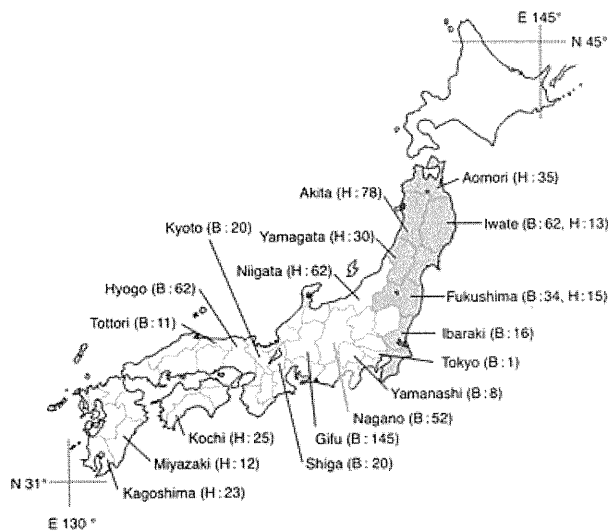 E 145°
N 45°
Aomori (H : 35)
Akita (H : 78)
Iwate (B : 62, H : 13)
Kyoto (B : 20)
Yamagata (H : 30)
Niigata (H : 62)
Hyogo (B : 62)
Fukushima (B : 34, H : 15)
Tottori (B : 11)
Ibaraki (B : 16)
Tokyo (B : 1)
Yamanashi (B : 8)
Nagano (B : 52)
Kochi (H : 25)
Gifu (B : 145)
Miyazaki (H : 12)
Shiga (B : 20)
N 31°
Kagoshima (H : 23)
E 130 °